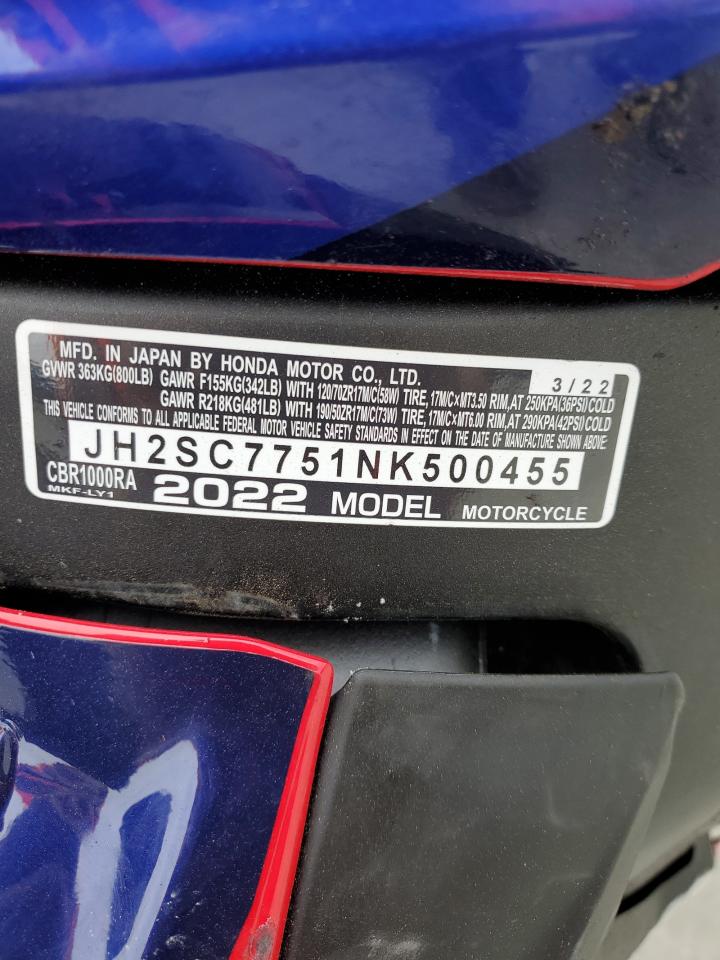 MFD. IN JAPAN BY HONDA MOTOR CO., LTD. 3/22
GVWR 363KG(800LB) GAWR F155KG(342LB) WITH 120/70ZR17M/C(58W) TIRE, 17M/C×MT3.50 RIM, AT 250KPA(36PSI)COLD
GAWR R218KG(481LB) WITH 190/50ZR17M/C(73W) TIRE, 17M/C×MT6.00 RIM, AT 290KPA(42PSI)COLD
THIS VEHICLE CONFORMS TO ALL APPLICABLE FEDERAL MOTOR VEHICLE SAFETY STANDARDS IN EFFECT ON THE DATE OF MANUFACTURE SHOWN ABOVE.
JH2SC7751NK500455
CBR1000RA 2022 MODEL MOTORCYCLE
MKF-LY1